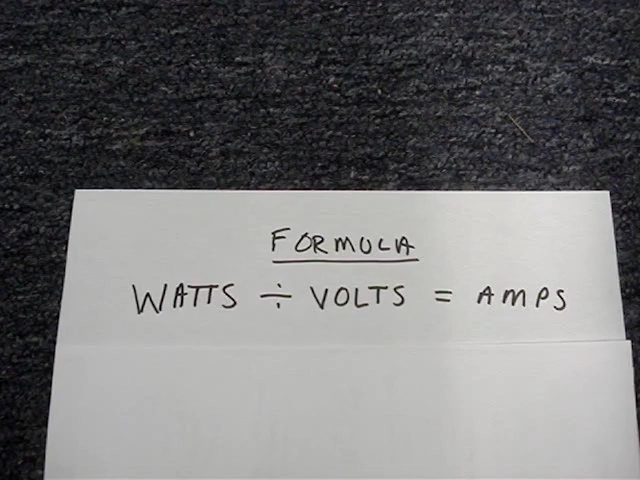 FORMULA
WATTS ÷ VOLTS = AMPS